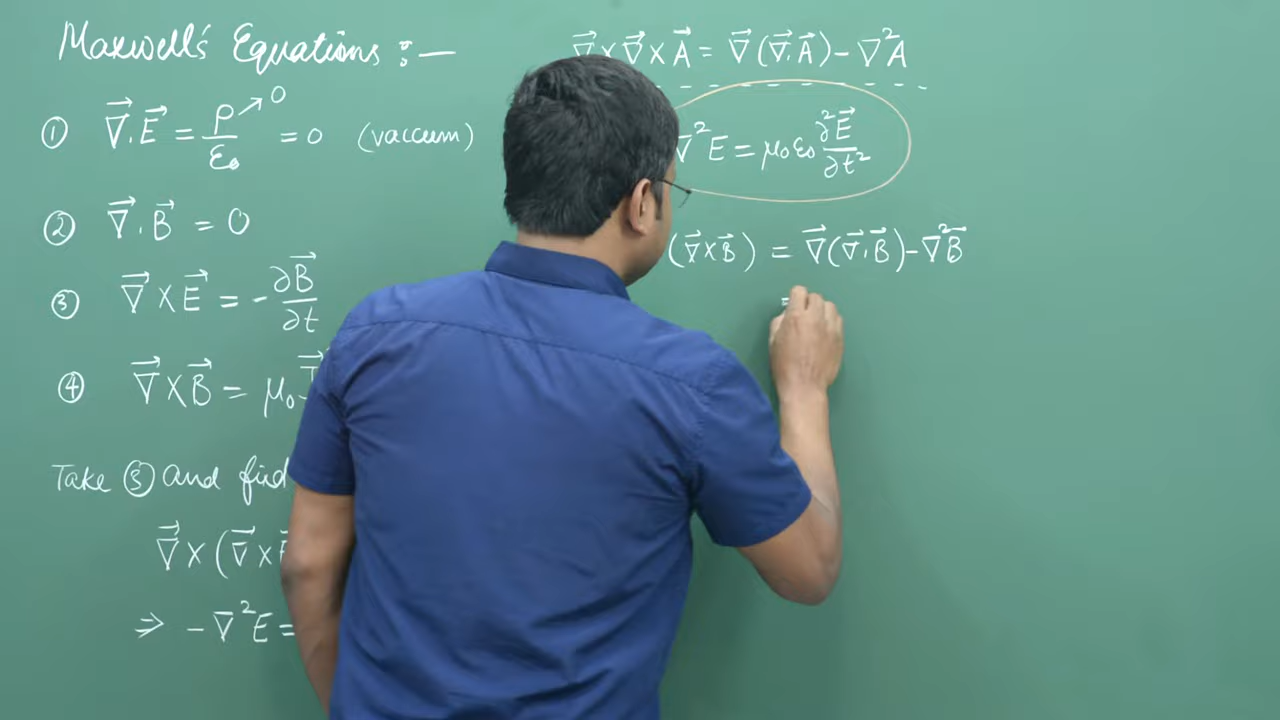 Maxwell's Equations :—
① ∇⃗.E⃗ = ρ/ε₀ ↗0 = 0 (vaccum)
② ∇⃗.B⃗ = 0
③ ∇⃗ X E⃗ = - ∂B⃗/∂t
④ ∇⃗ X B⃗ = μ₀
Take ③ and find
∇⃗ X (∇⃗ X E
⇒ - ∇²E =
∇⃗ X ∇⃗ X A⃗ = ∇⃗(∇⃗.A⃗) - ∇²A
∇²E = μ₀ε₀ ∂²E⃗/∂t²
(∇⃗ X B⃗) = ∇⃗(∇⃗.B⃗) - ∇²B⃗
=